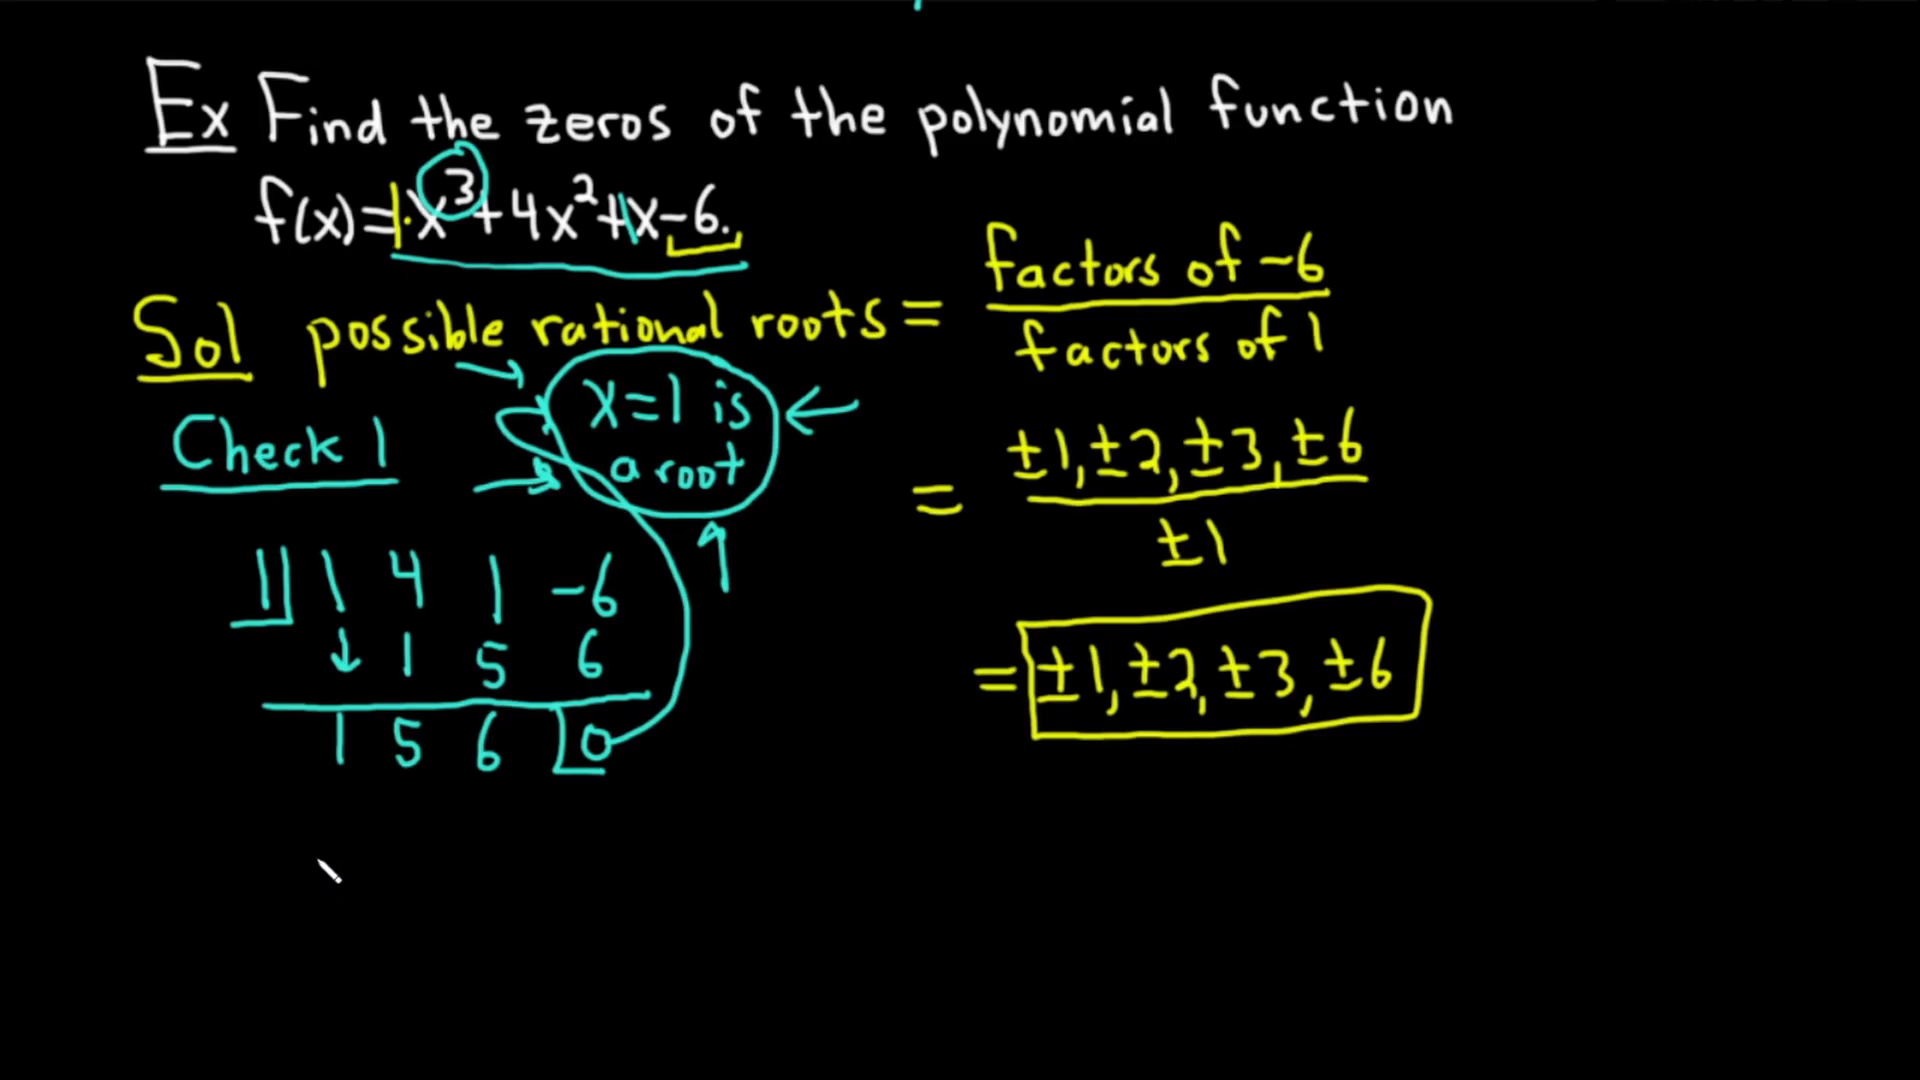 Ex Find the zeros of the polynomial function
f(x)=1·x³+4x²+1x-6.
Sol possible rational roots = factors of -6 / factors of 1
Check 1
x=1 is
a root
= ±1, ±2, ±3, ±6 / ±1
= ±1, ±2, ±3, ±6
1| 1 4 1 -6
↓ 1 5 6
1 5 6 |0